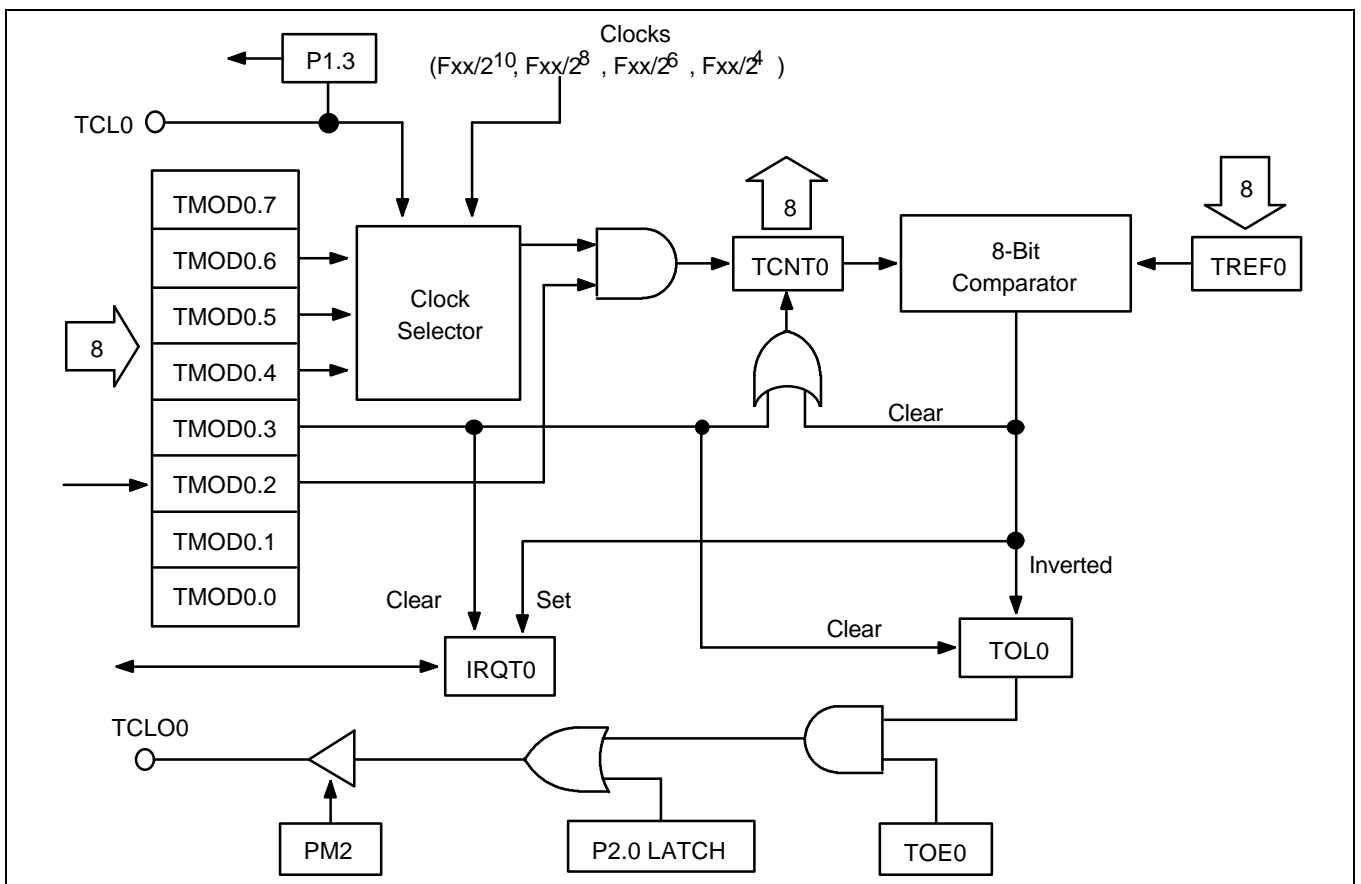 Clocks
(Fxx/2^10, Fxx/2^8 , Fxx/2^6 , Fxx/2^4 )
P1.3
TCL0
TMOD0.7
TMOD0.6
TMOD0.5
TMOD0.4
TMOD0.3
TMOD0.2
TMOD0.1
TMOD0.0
8
Clock
Selector
8
TCNT0
8-Bit
Comparator
8
TREF0
Clear
Inverted
Clear
Set
Clear
IRQT0
TOL0
TCLO0
PM2
P2.0 LATCH
TOE0